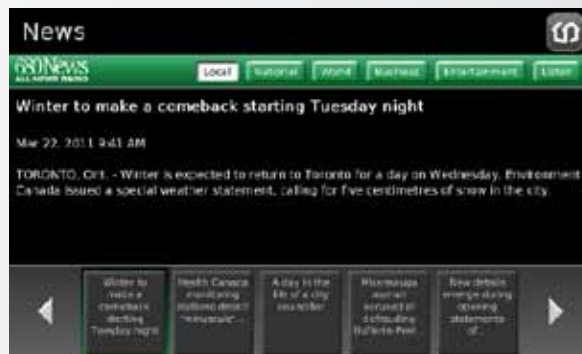 News
680News
ALL NEWS RADIO
Local National World Business Entertainment Listen
Winter to make a comeback starting Tuesday night
Mar 22, 2011 9:41 AM
TORONTO, Ont. - Winter is expected to return to Toronto for a day on Wednesday. Environment
Canada issued a special weather statement, calling for five centimetres of snow in the city.
Winter to
make a
comeback
starting
Tuesday night
Health Canada
monitoring
stations detect
"minuscule"...
A day in the
life of a city
councillor
Mississauga
woman
accused of
defrauding
New details
emerge during
opening
statements
of...